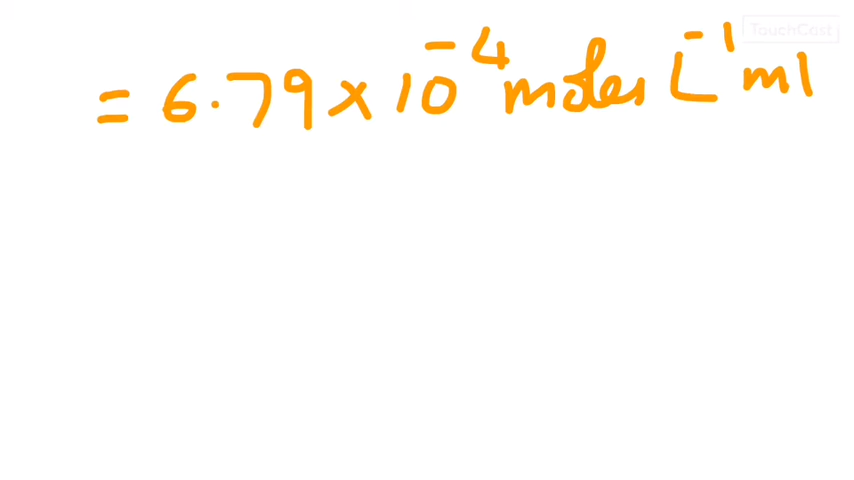 TouchCast
= 6.79 × 10⁻⁴ moles L⁻¹ ml